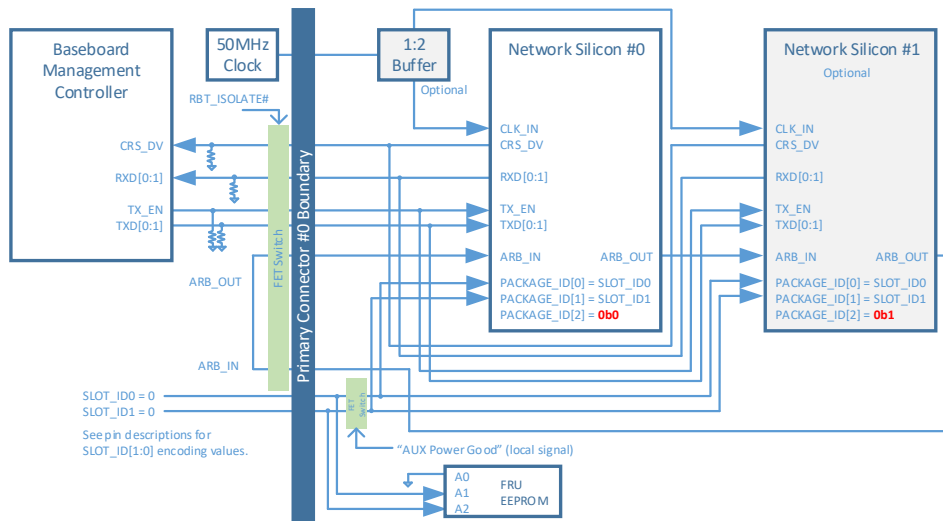 Baseboard
Management
Controller
50MHz
Clock
1:2
Buffer
Optional
Network Silicon #0
Network Silicon #1
Optional
RBT_ISOLATE#
CRS_DV
RXD[0:1]
TX_EN
TXD[0:1]
FET Switch
Primary Connector #0 Boundary
CLK_IN
CRS_DV
RXD[0:1]
TX_EN
TXD[0:1]
ARB_IN
ARB_OUT
PACKAGE_ID[0] = SLOT_ID0
PACKAGE_ID[1] = SLOT_ID1
PACKAGE_ID[2] = 0b0
CLK_IN
CRS_DV
RXD[0:1]
TX_EN
TXD[0:1]
ARB_IN
ARB_OUT
PACKAGE_ID[0] = SLOT_ID0
PACKAGE_ID[1] = SLOT_ID1
PACKAGE_ID[2] = 0b1
ARB_OUT
ARB_IN
SLOT_ID0 = 0
SLOT_ID1 = 0
See pin descriptions for
SLOT_ID[1:0] encoding values.
FET
Switch
"AUX Power Good" (local signal)
A0
A1
A2
FRU
EEPROM